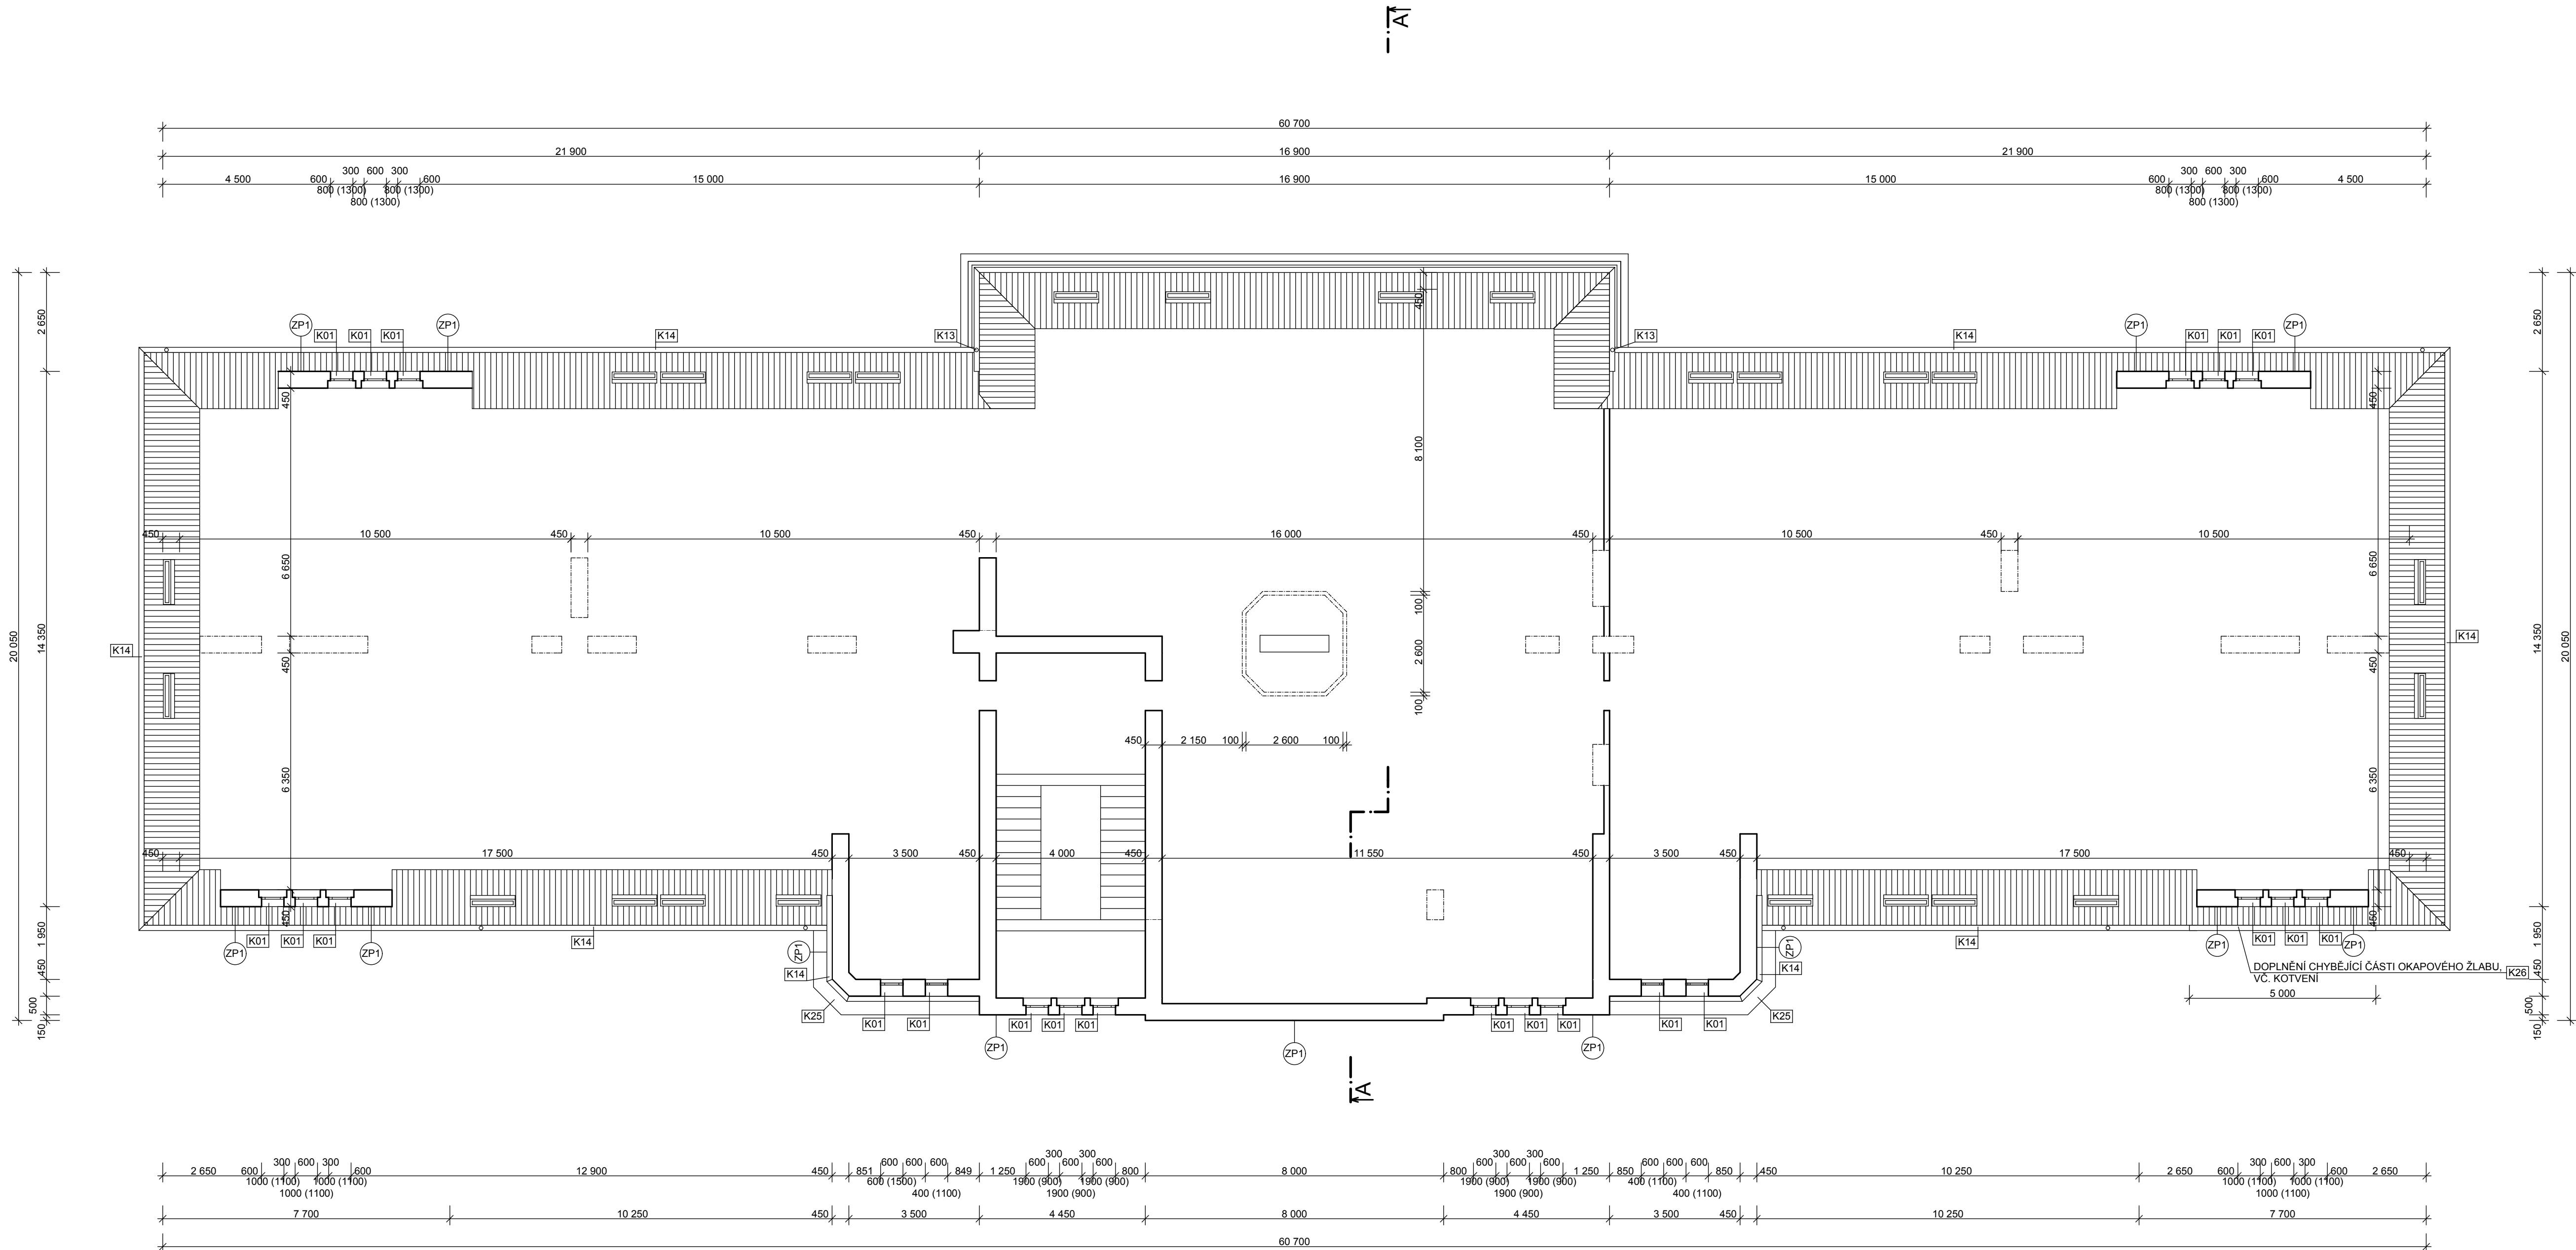 A
60 700
21 900 16 900 21 900
300 600 300 300 600 300
4 500 600 600 15 000 16 900 15 000 600 600 4 500
800 (1300) 800 (1300) 800 (1300) 800 (1300)
800 (1300) 800 (1300)
2 650 450 2 650
ZP1 ZP1 ZP1 ZP1
K01 K01 K01 K14 K13 K13 K14 K01 K01 K01
450 450
8 100
450 10 500 450 10 500 450 16 000 450 10 500 450 10 500
6 650 6 650
100
20 050 14 350 14 350 20 050
K14 450 2 600 450 K14
100
450 2 150 100 2 600 100
6 350 6 350
450 17 500 450 3 500 450 4 000 450 11 550 450 3 500 450 17 500 450
450 450
1 950 1 950
K01 K01 K01 K14 K14 K01 K01 K01
ZP1 ZP1 ZP1 ZP1 ZP1 ZP1
450 K14 K14 DOPLNĚNÍ CHYBĚJÍCÍ ČÁSTI OKAPOVÉHO ŽLABU, 450
VČ. KOTVENÍ K26
5 000
500 500
K25 K25
K01 K01 K01 K01 K01 K01 K01 K01 K01 K01
150 150
ZP1 ZP1 ZP1
A
300 300 300 300
300 600 300 600 600 600 600 600 600 600 600 600 600 600 600 300 600 300
2 650 600 600 12 900 450 851 849 1 250 800 8 000 800 1 250 850 850 450 10 250 2 650 600 600 2 650
1000 (1100) 1000 (1100) 600 (1500) 1900 (900) 1900 (900) 1900 (900) 1900 (900) 400 (1100) 1000 (1100) 1000 (1100)
1000 (1100) 400 (1100) 1900 (900) 1900 (900) 400 (1100) 1000 (1100)
7 700 10 250 450 3 500 4 450 8 000 4 450 3 500 450 10 250 7 700
60 700